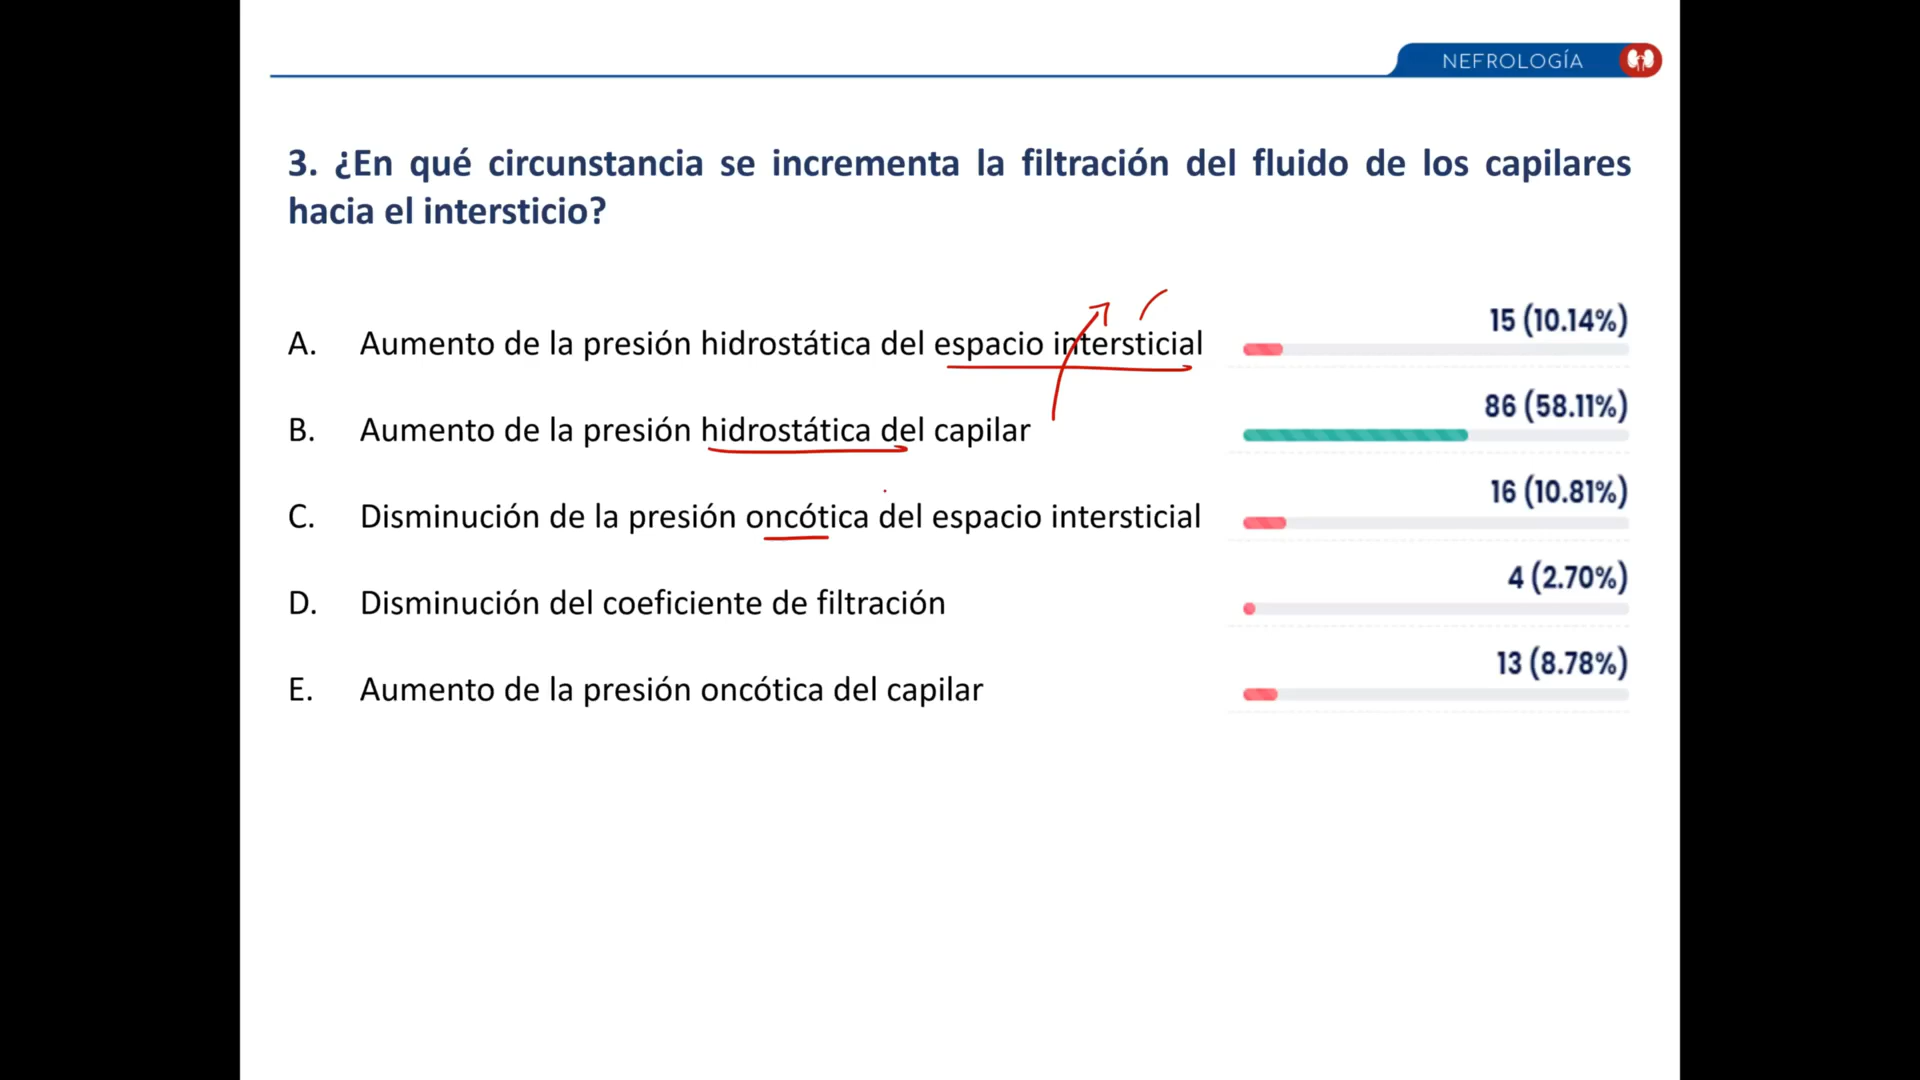 NEFROLOGÍA
3. ¿En qué circunstancia se incrementa la filtración del fluido de los capilares
hacia el intersticio?
A. Aumento de la presión hidrostática del espacio intersticial
15 (10.14%)
B. Aumento de la presión hidrostática del capilar
86 (58.11%)
C. Disminución de la presión oncótica del espacio intersticial
16 (10.81%)
D. Disminución del coeficiente de filtración
4 (2.70%)
E. Aumento de la presión oncótica del capilar
13 (8.78%)